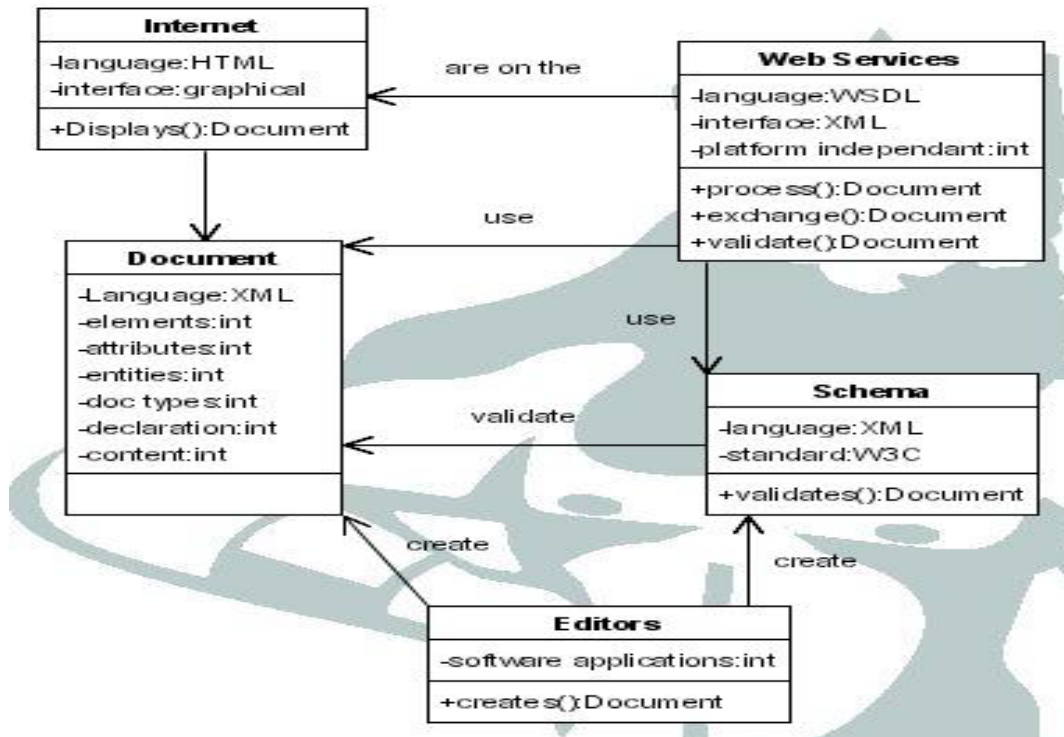 Internet
-language:HTML
-interface:graphical
+Displays():Document
are on the
Web Services
-language:WSDL
-interface:XML
-platform independant:int
+process():Document
+exchange():Document
+validate():Document
use
Document
-Language:XML
-elements:int
-attributes:int
-entities:int
-doc types:int
-declaration:int
-content:int
use
validate
Schema
-language:XML
-standard:W3C
+validates():Document
create
create
Editors
-software applications:int
+creates():Document